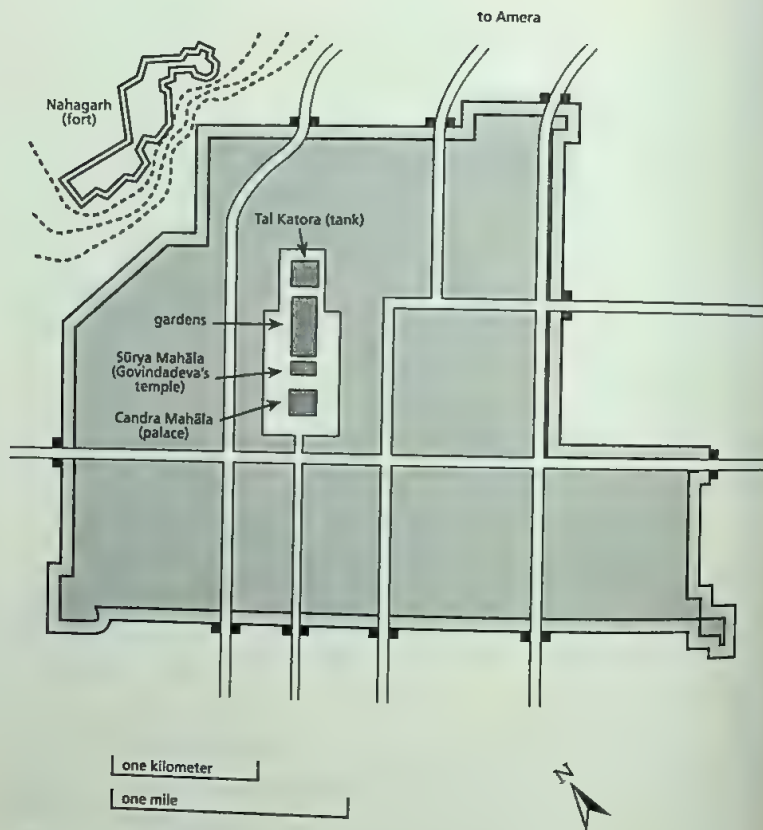 to Amera
Nahagarh
(fort)
Tal Katora (tank)
gardens
Sūrya Mahāla
(Govindadeva's
temple)
Candra Mahāla
(palace)
one kilometer
one mile
N